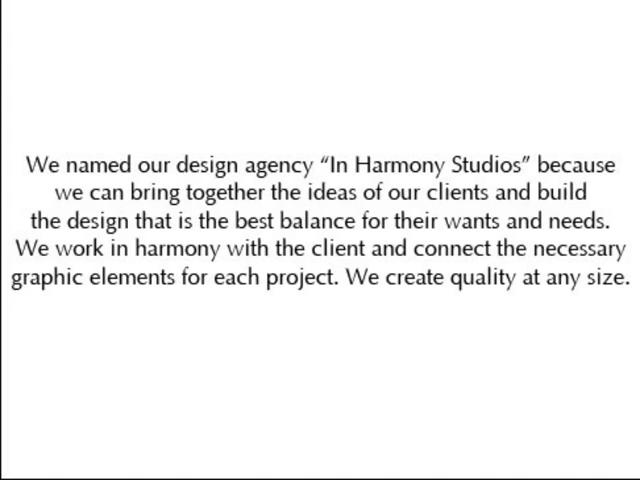 We named our design agency “In Harmony Studios” because
we can bring together the ideas of our clients and build
the design that is the best balance for their wants and needs.
We work in harmony with the client and connect the necessary
graphic elements for each project. We create quality at any size.